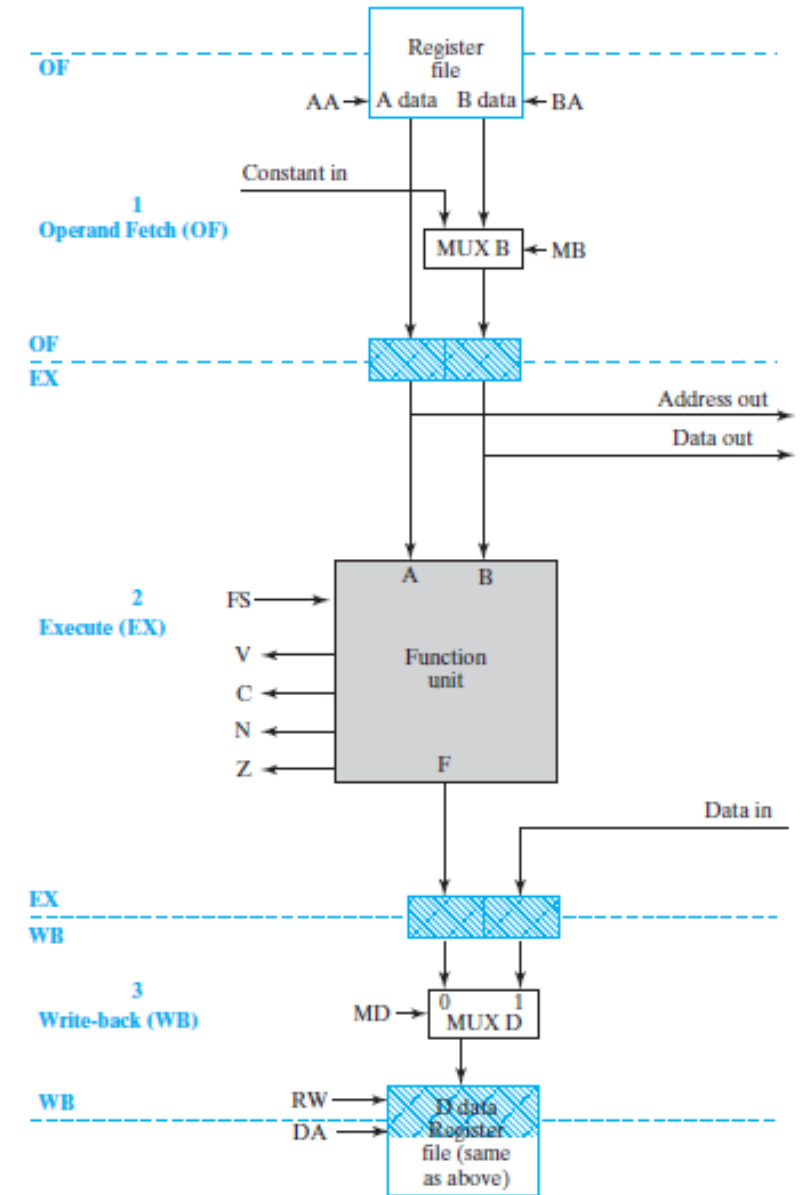 Register
file
OF
AA
A data
B data
BA
Constant in
1
Operand Fetch (OF)
MUX B
MB
OF
EX
Address out
Data out
A
B
2
Execute (EX)
FS
V
Function
unit
C
N
Z
F
Data in
EX
WB
3
Write-back (WB)
MD
0
1
MUX D
WB
RW
D data
DA
Register
file (same
as above)